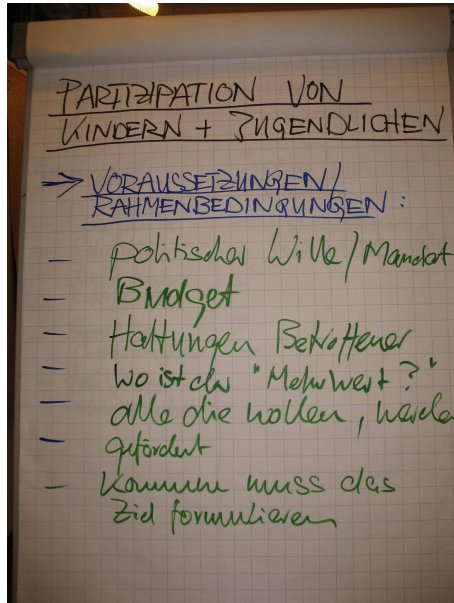 PARTIZIPATION VON
KINDERN + JUGENDLICHEN
→ VORAUSSETZUNGEN/
RAHMENBEDINGUNGEN:
- politischer Wille/Mandat
- Budget
- Haltungen Betroffener
- Wo ist der "Mehrwert?"
- alle die wollen, werden
- gefördert
- Kommune muss das
Ziel formulieren